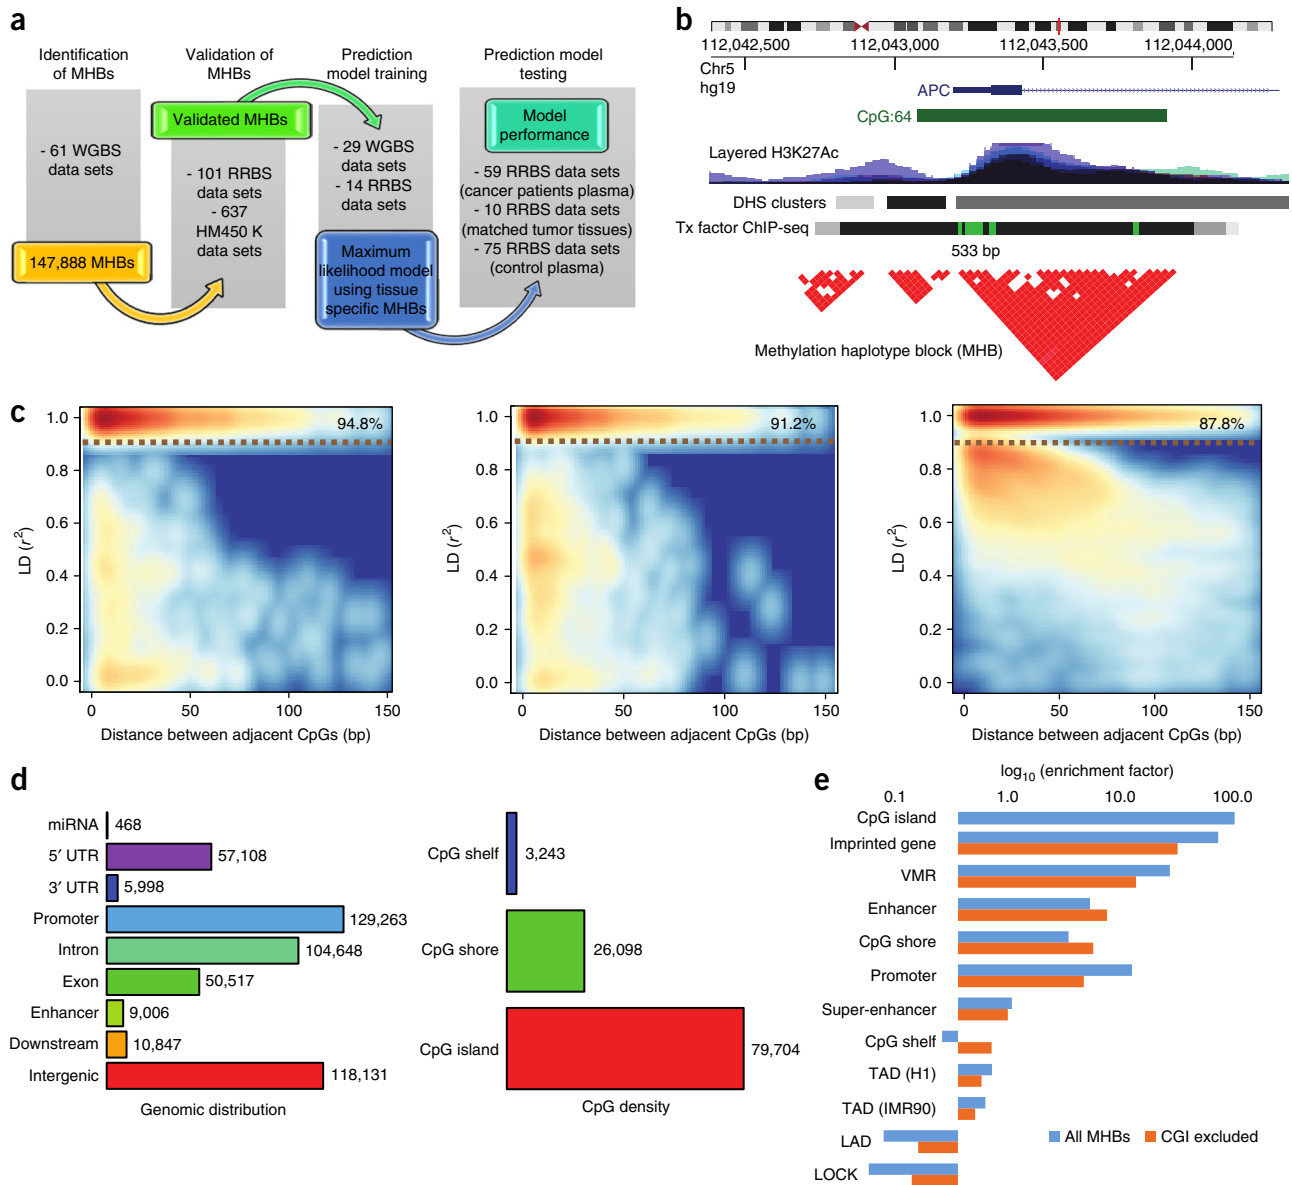 a
Identification
of MHBs
- 61 WGBS
data sets
147,888 MHBs
Validation of
MHBs
Validated MHBs
- 101 RRBS
data sets
- 637
HM450 K
data sets
Prediction
model training
- 29 WGBS
data sets
- 14 RRBS
data sets
Maximum
likelihood model
using tissue
specific MHBs
Prediction model
testing
Model
performance
- 59 RRBS data sets
(cancer patients plasma)
- 10 RRBS data sets
(matched tumor tissues)
- 75 RRBS data sets
(control plasma)
b
112,042,500 112,043,000 112,043,500 112,044,000
Chr5
hg19
APC
CpG:64
Layered H3K27Ac
DHS clusters
Tx factor ChIP-seq
533 bp
Methylation haplotype block (MHB)
c
LD (r²)
1.0
0.8
0.6
0.4
0.2
0.0
94.8%
0 50 100 150
Distance between adjacent CpGs (bp)
LD (r²)
1.0
0.8
0.6
0.4
0.2
0.0
91.2%
0 50 100 150
Distance between adjacent CpGs (bp)
LD (r²)
1.0
0.8
0.6
0.4
0.2
0.0
87.8%
0 50 100 150
Distance between adjacent CpGs (bp)
d
miRNA 468
5′ UTR 57,108
3′ UTR 5,998
Promoter 129,263
Intron 104,648
Exon 50,517
Enhancer 9,006
Downstream 10,847
Intergenic 118,131
Genomic distribution
CpG shelf 3,243
CpG shore 26,098
CpG island 79,704
CpG density
e
log₁₀ (enrichment factor)
0.1 1.0 10.0 100.0
CpG island
Imprinted gene
VMR
Enhancer
CpG shore
Promoter
Super-enhancer
CpG shelf
TAD (H1)
TAD (IMR90)
LAD
LOCK
All MHBs
CGI excluded